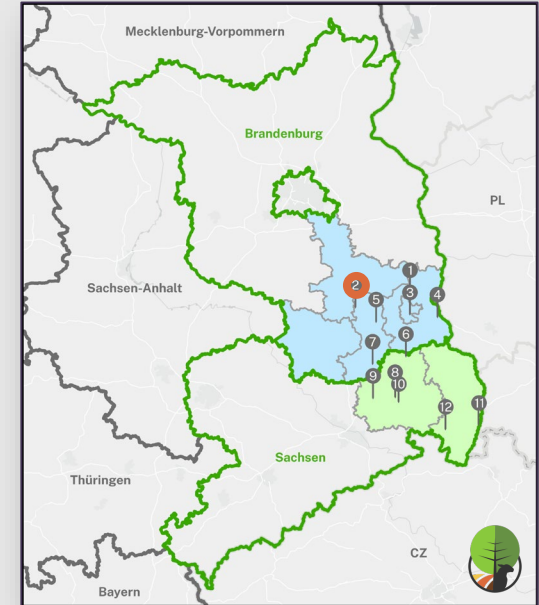 Mecklenburg-Vorpommern
Brandenburg
PL
Sachsen-Anhalt
1
2
3
4
5
6
7
8
9
10
11
12
Sachsen
Thüringen
CZ
Bayern